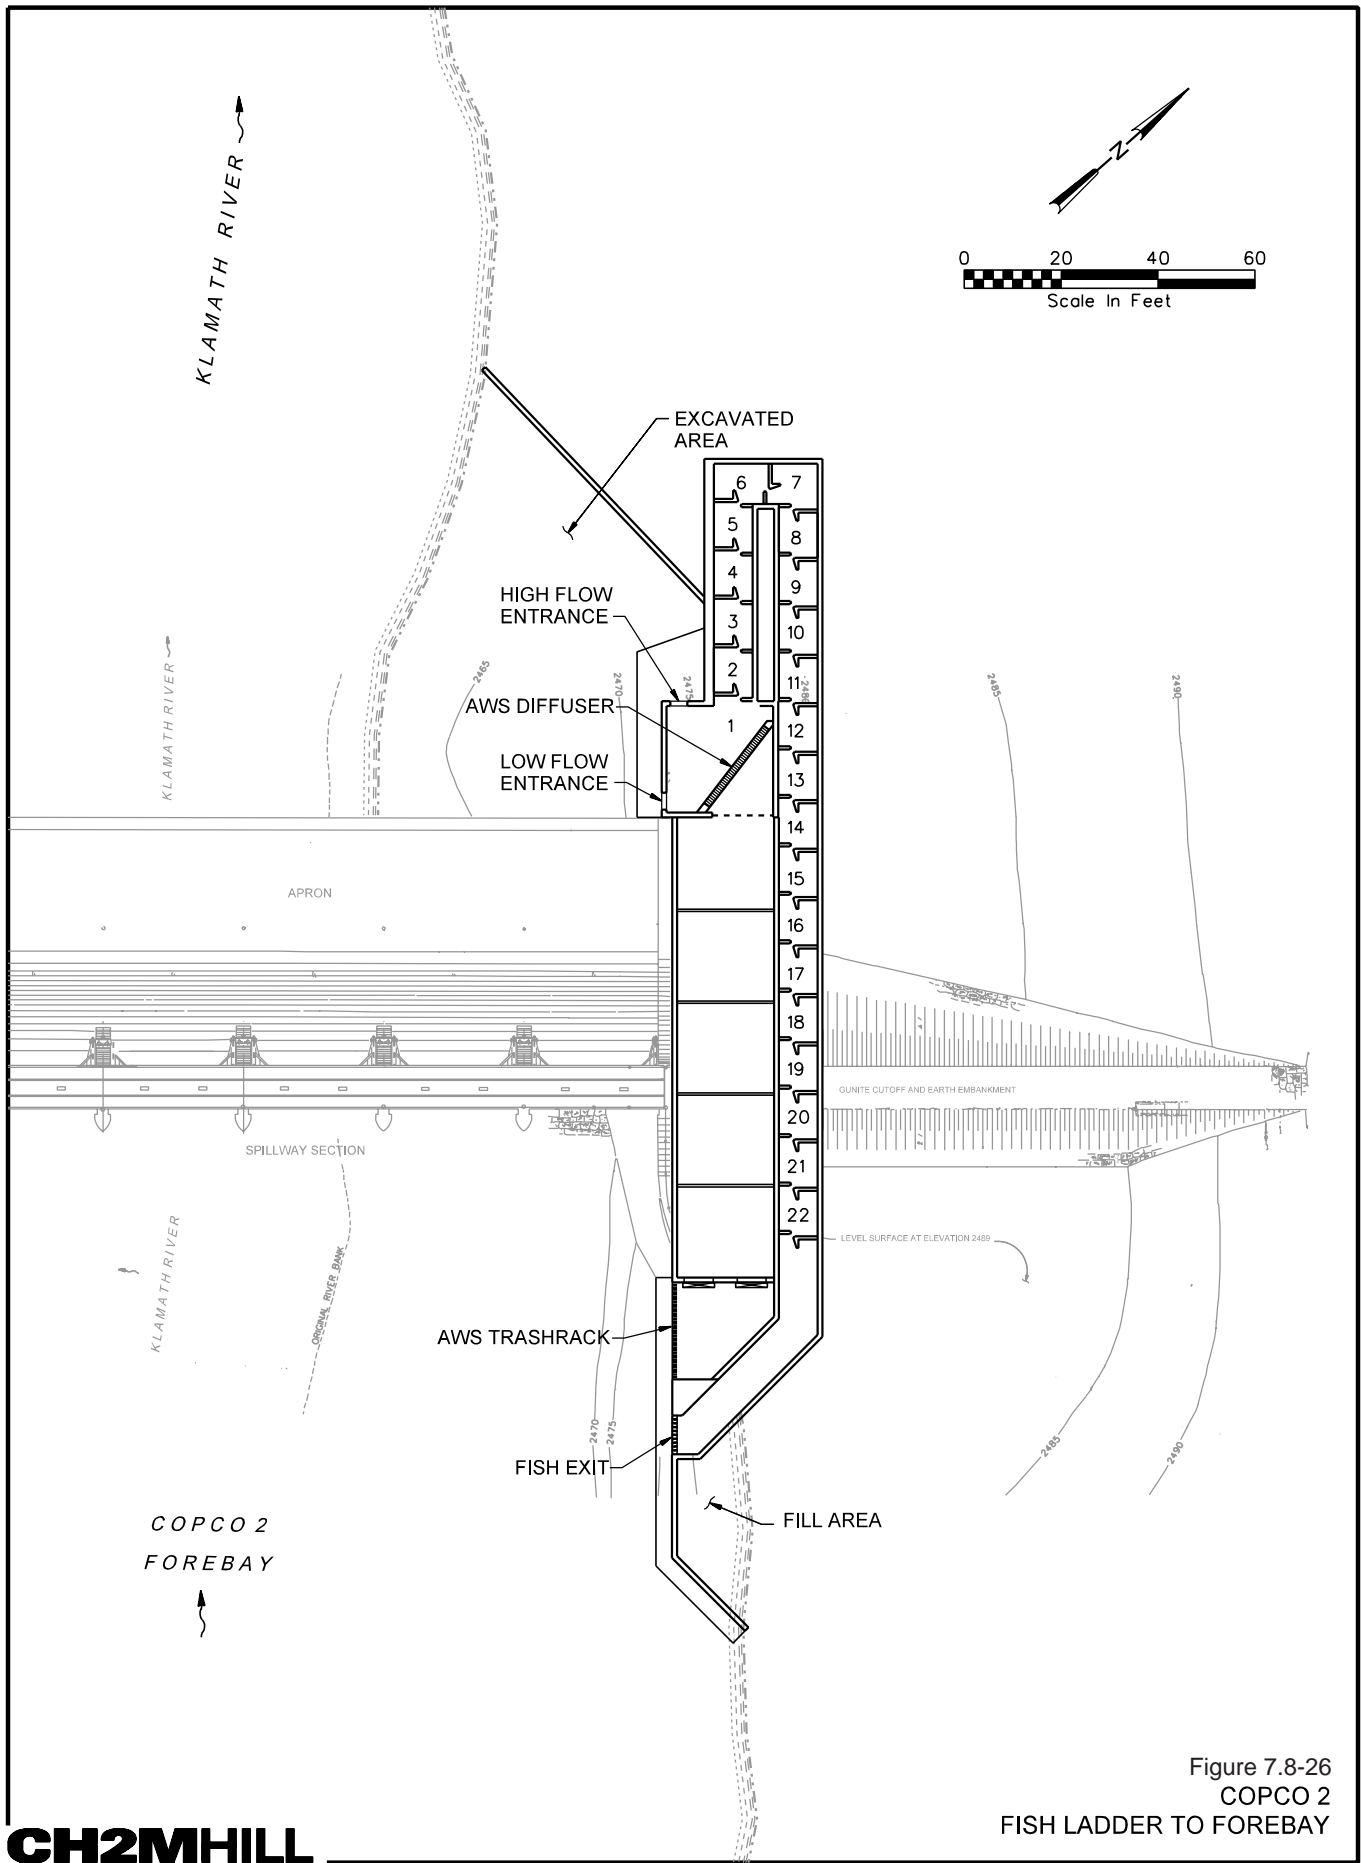 KLAMATH RIVER
N
0 20 40 60
Scale In Feet
EXCAVATED
AREA
6 7
5 8
4 9
HIGH FLOW
ENTRANCE
3 10
2 11
2465
2470
2475
2485
2490
KLAMATH RIVER
AWS DIFFUSER
1 12
LOW FLOW
ENTRANCE
13
14
APRON
15
16
17
18
19
GUNITE CUTOFF AND EARTH EMBANKMENT
20
SPILLWAY SECTION
21
22
KLAMATH RIVER
ORIGINAL RIVER BANK
LEVEL SURFACE AT ELEVATION 2489
AWS TRASHRACK
2470
2475
2485
2490
FISH EXIT
FILL AREA
COPCO 2
FOREBAY
Figure 7.8-26
COPCO 2
FISH LADDER TO FOREBAY
CH2MHILL